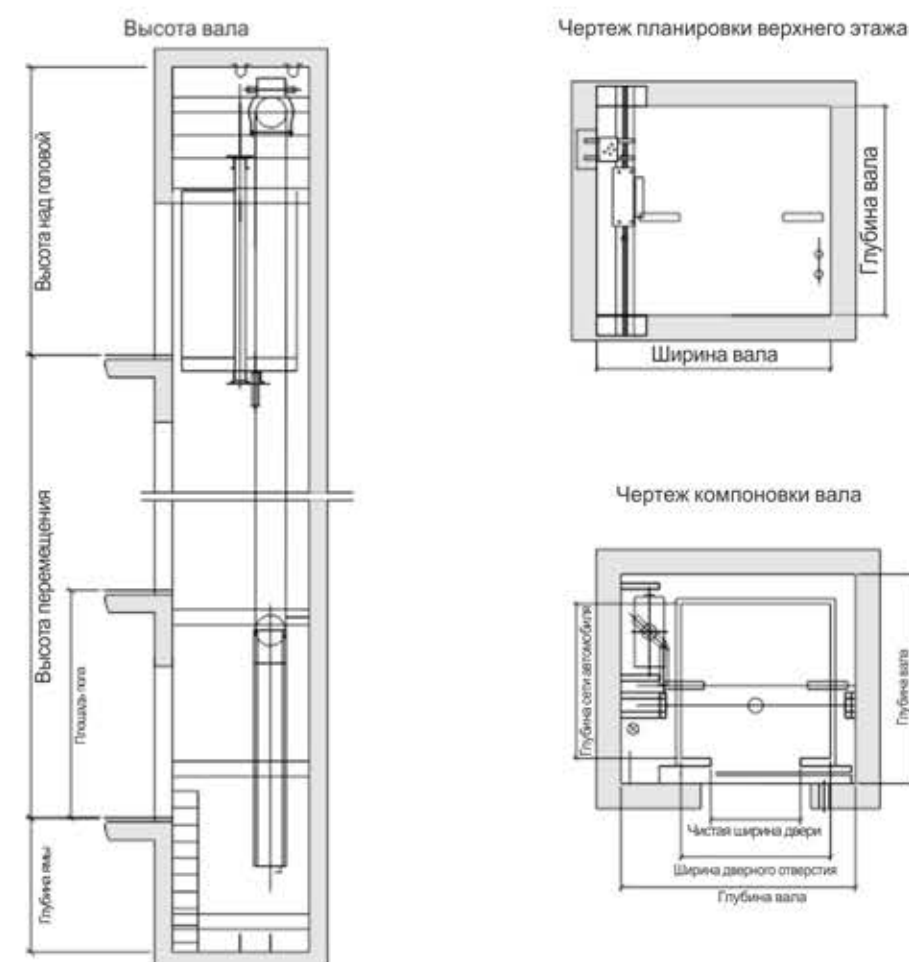 Высота вала
Высота над головой
Высота перемещения
Площадь пола
Глубина ямы
Чертеж планировки верхнего этажа
Глубина вала
Ширина вала
Чертеж компоновки вала
Глубина сети автомобиля
Глубина вала
Чистая ширина двери
Ширина дверного отверстия
Глубина вала